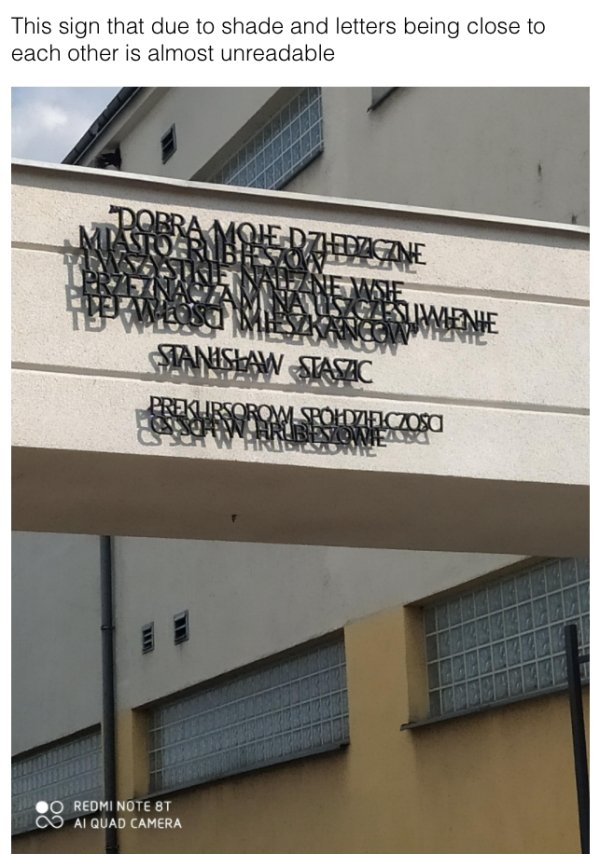 This sign that due to shade and letters being close to
each other is almost unreadable
"DOBRA MOJE DZIEDZICZNE
MIASTO RUBIESZÓW
I WSZYSTKIE NALEŻNE WSIE
PRZEZNACZAM NA USZCZĘŚLIWIENIE
TEJ WŁOŚCI MIESZKAŃCÓW"
STANISŁAW STASZIC
PREKURSOROWI SPÓŁDZIELCZOŚCI
W HRUBIESZOWIE
REDMI NOTE 8T
AI QUAD CAMERA